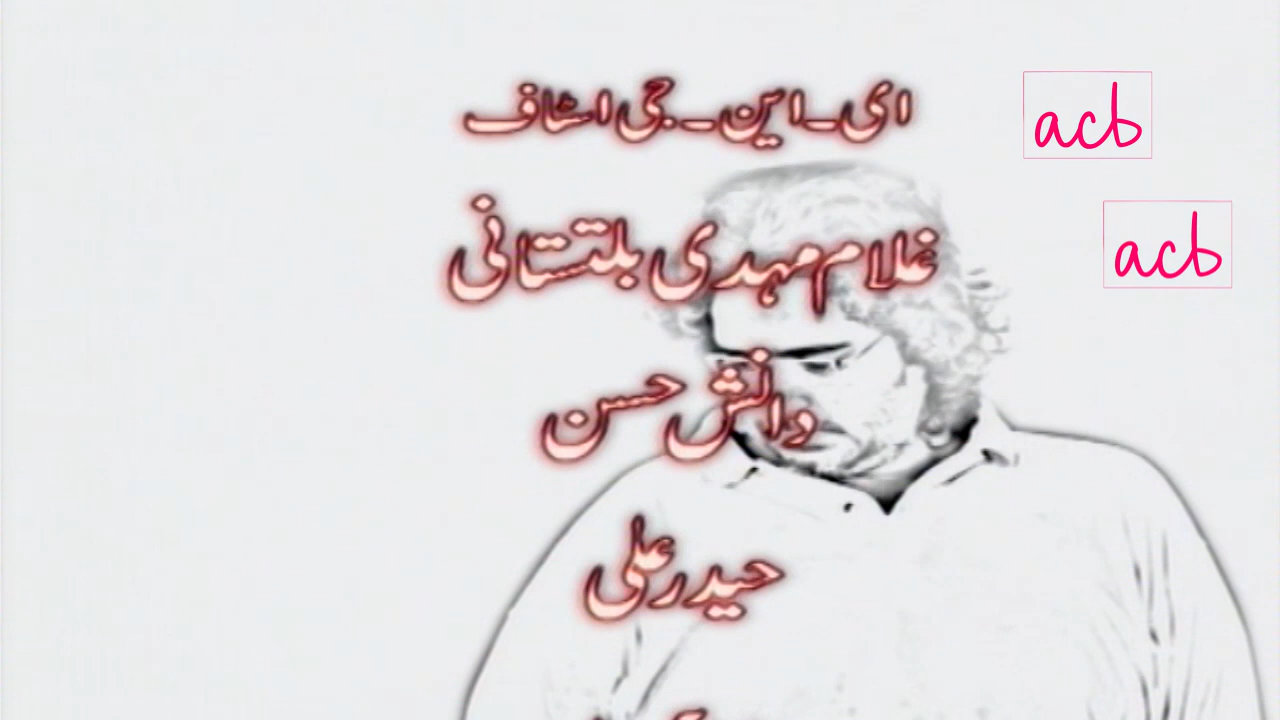 ای۔این۔جی اسٹاف
acb
غلام مہدی بلتستانی
acb
دانش حسن
حیدر علی